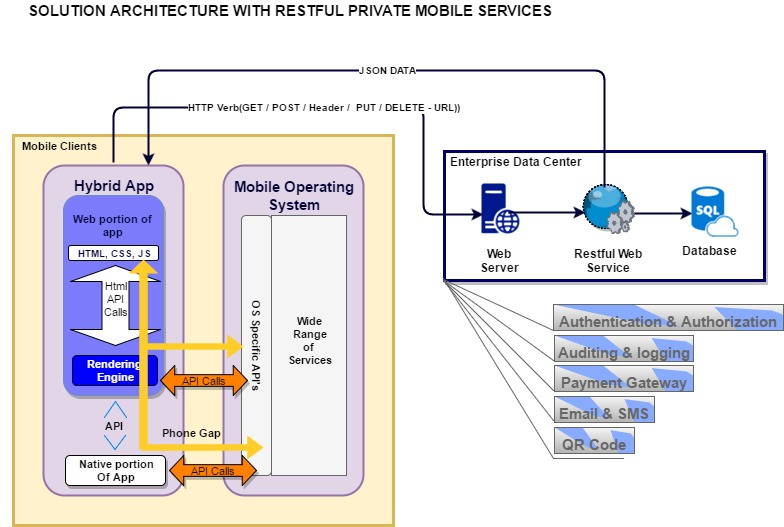 SOLUTION ARCHITECTURE WITH RESTFUL PRIVATE MOBILE SERVICES
JSON DATA
HTTP Verb(GET / POST / Header / PUT / DELETE - URL))
Mobile Clients
Hybrid App
Web portion of
app
HTML, CSS, JS
Html
API
Calls
Rendering
Engine
API
Native portion
Of App
API Calls
Phone Gap
API Calls
Mobile Operating
System
OS Specific API's
Wide
Range
of
Services
Enterprise Data Center
Web
Server
Restful Web
Service
SQL
Database
Authentication & Authorization
Auditing & logging
Payment Gateway
Email & SMS
QR Code